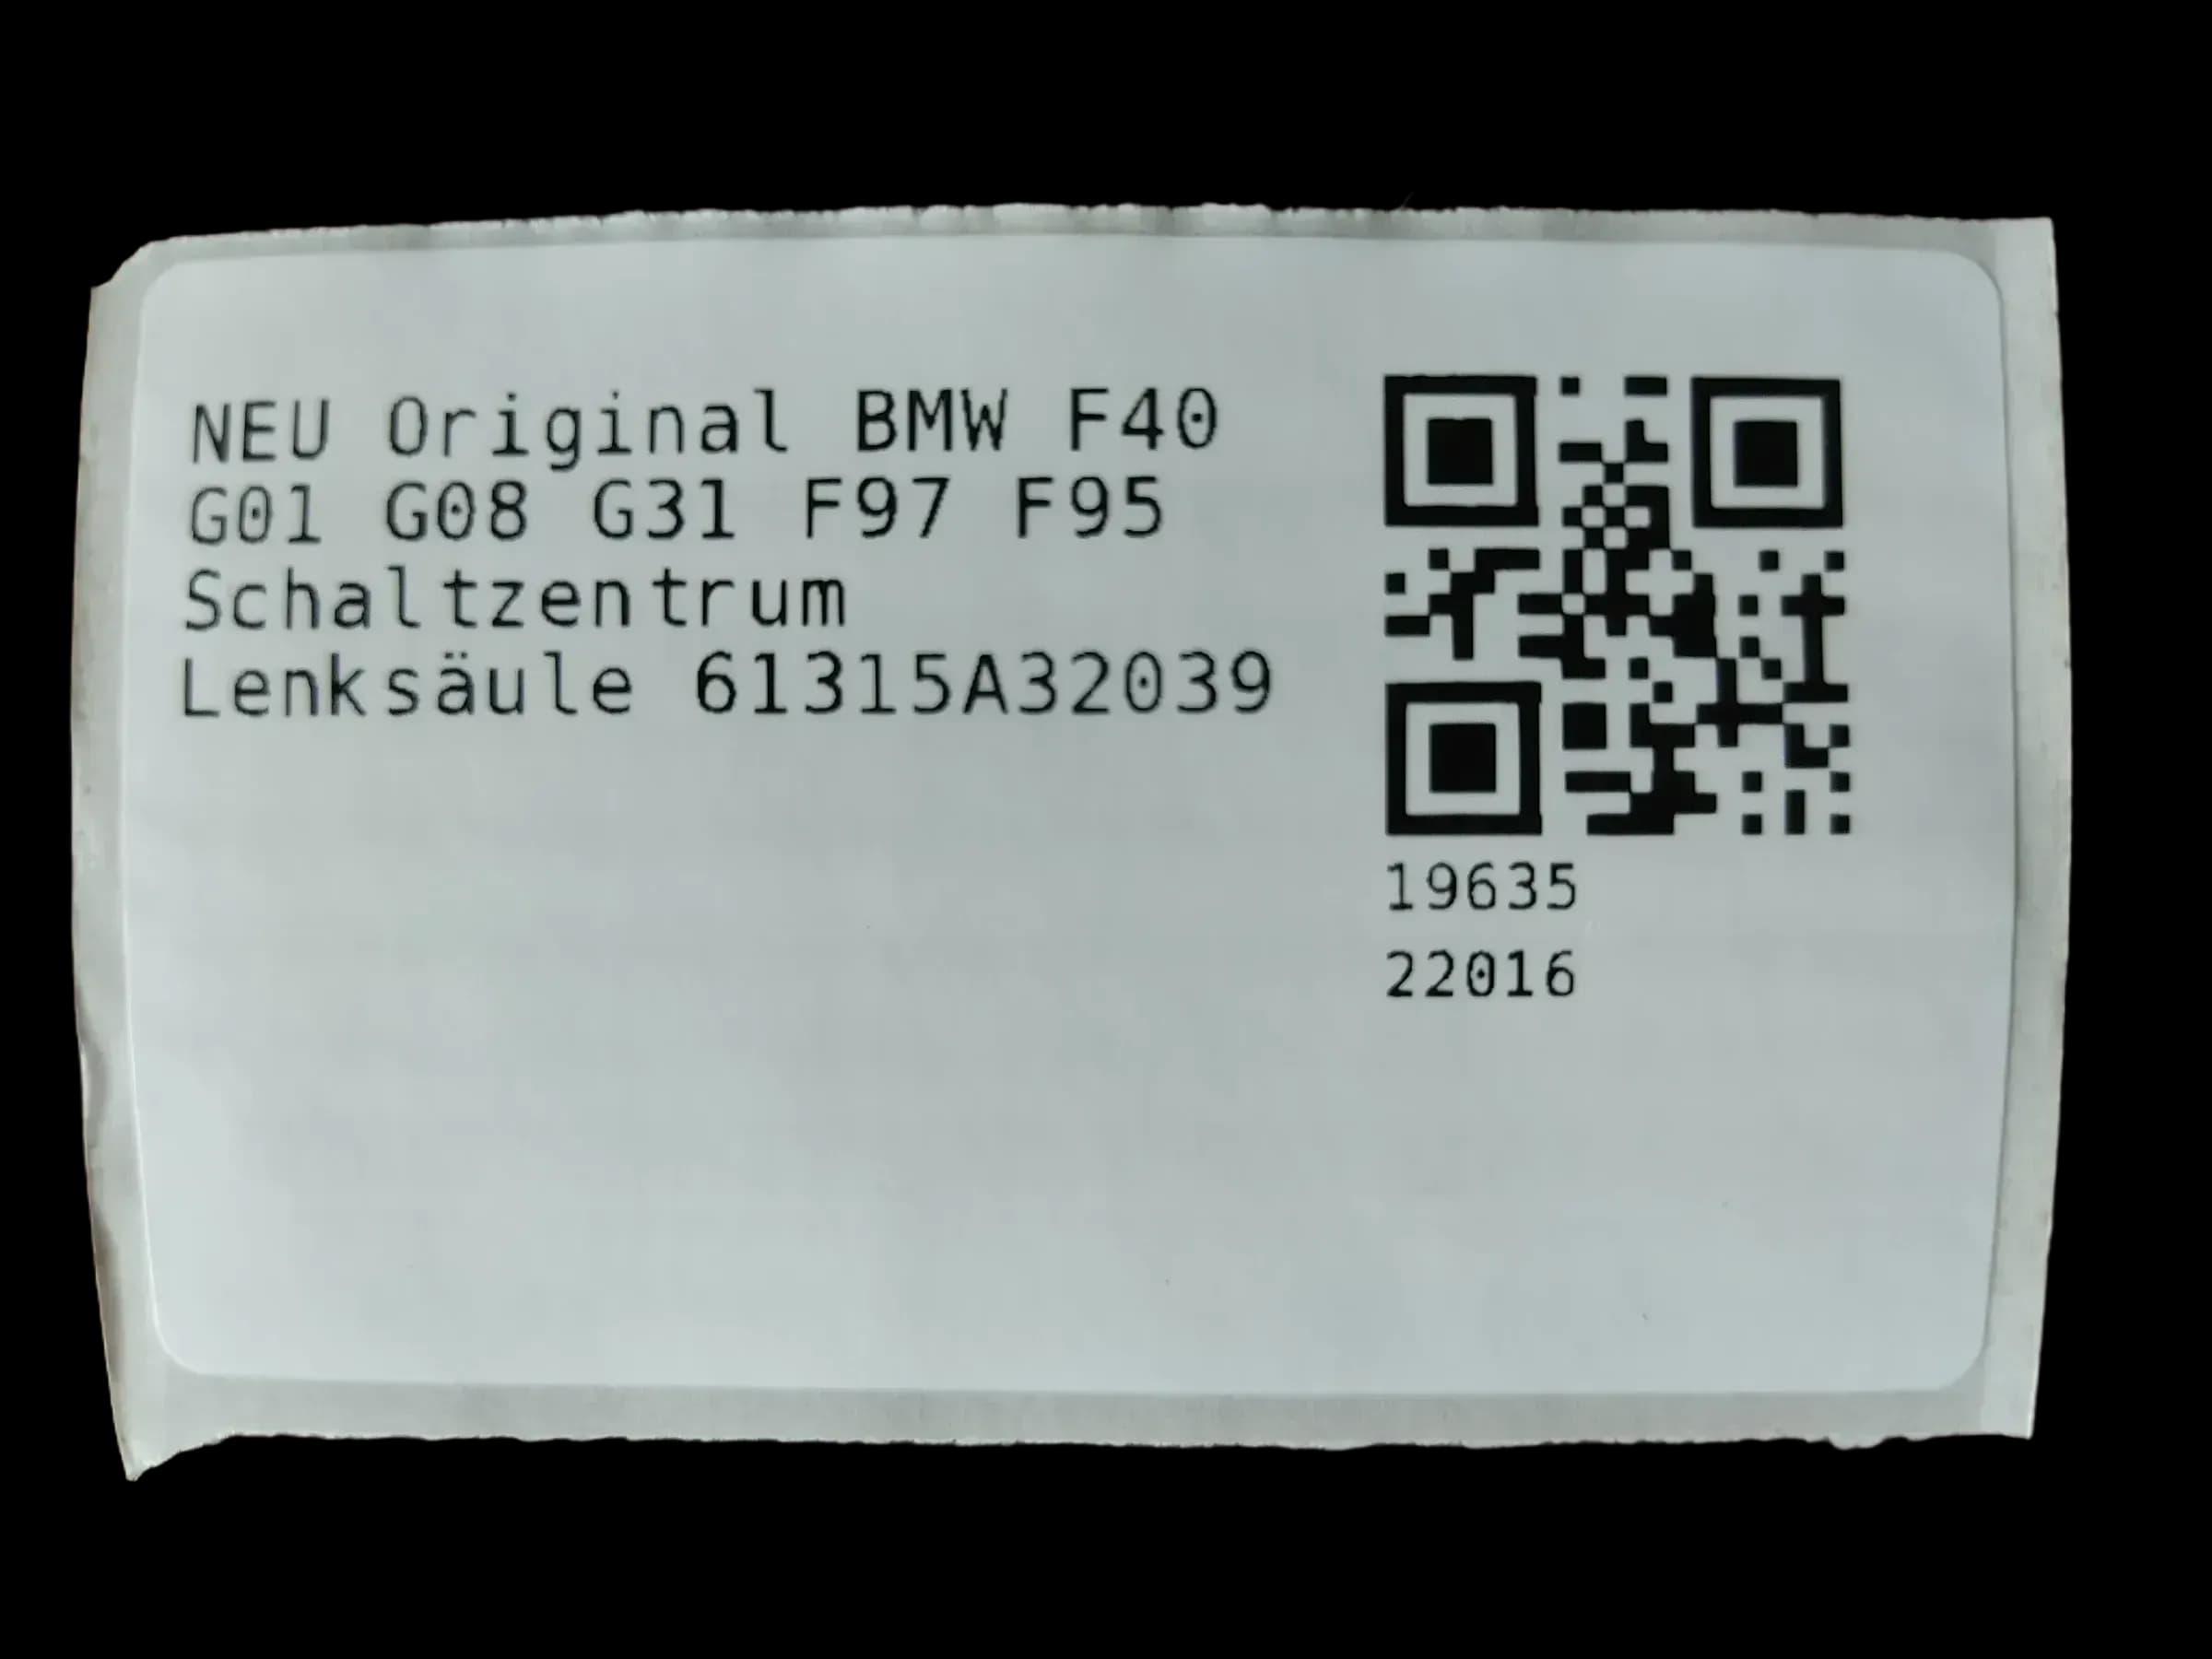 NEU Original BMW F40
G01 G08 G31 F97 F95
Schaltzentrum
Lenksäule 61315A32039
19635
22016